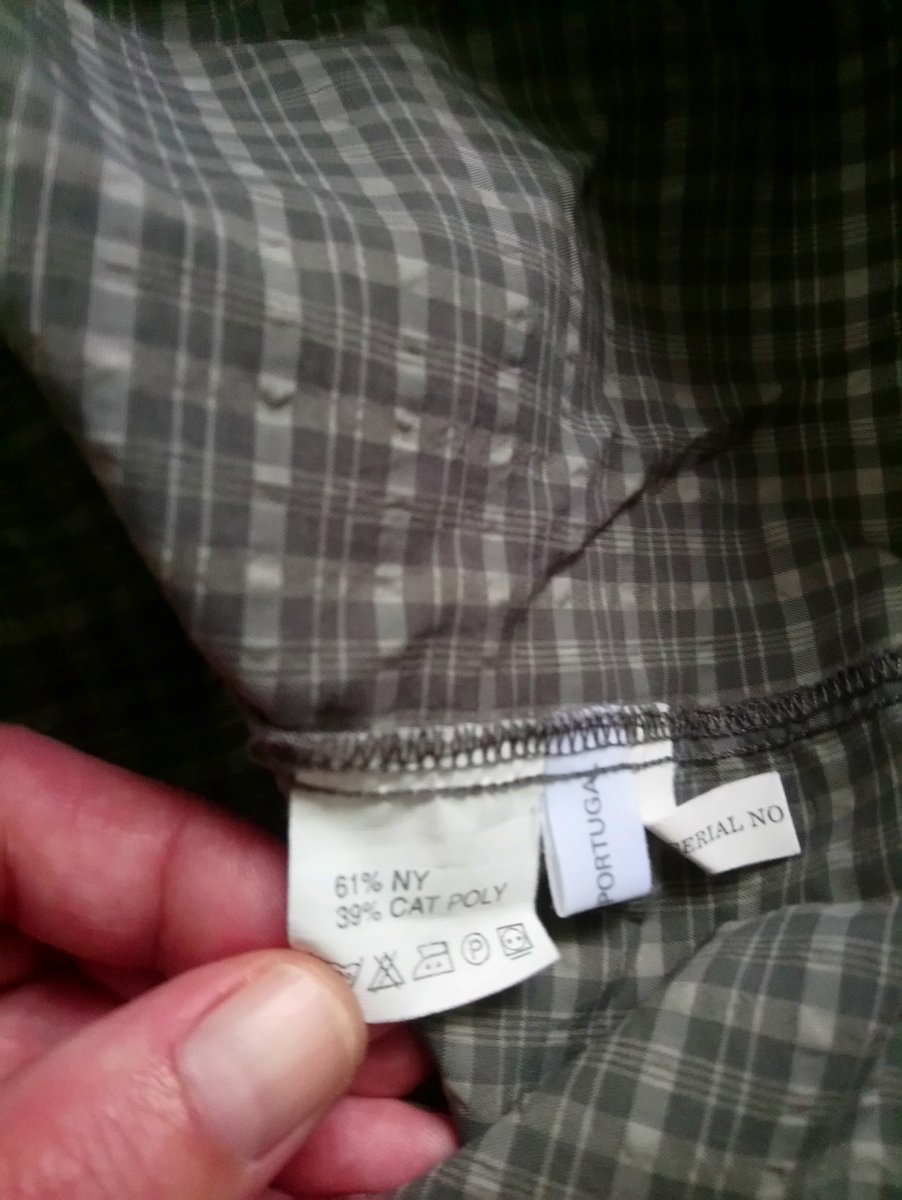 61% NY
39% CAT POLY
P
PORTUGAL
ERIAL NO